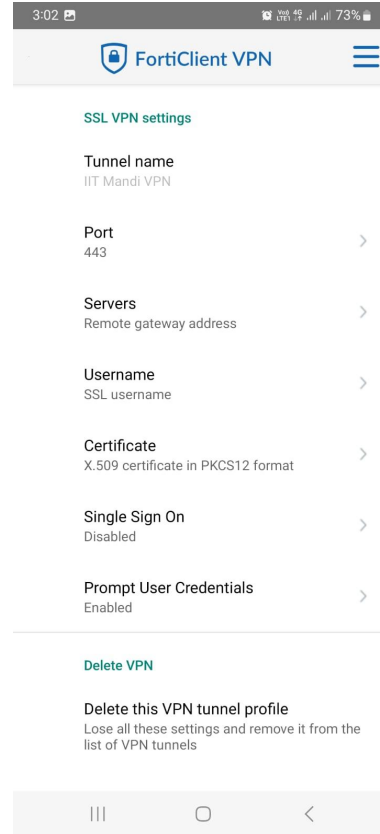 3:02 73%
FortiClient VPN
SSL VPN settings
Tunnel name
IIT Mandi VPN
Port
443
Servers
Remote gateway address
Username
SSL username
Certificate
X.509 certificate in PKCS12 format
Single Sign On
Disabled
Prompt User Credentials
Enabled
Delete VPN
Delete this VPN tunnel profile
Lose all these settings and remove it from the
list of VPN tunnels